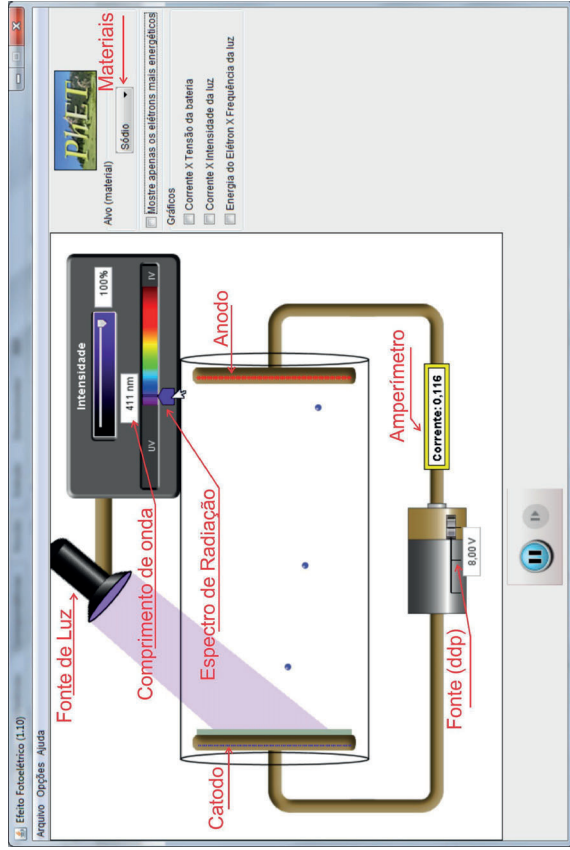 Efeito Fotoelétrico (1.10)
Arquivo Opções Ajuda
Fonte de Luz
Intensidade
100%
411 nm
UV
IV
Comprimento de onda
Espectro de Radiação
Catodo
Anodo
Amperímetro
Corrente: 0,116
8,00 V
Fonte (ddp)
PhET
Materiais
Alvo (material)
Sódio
Mostre apenas os elétrons mais energéticos
Gráficos
Corrente X Tensão da bateria
Corrente X Intensidade da luz
Energia do Elétron X Frequência da luz